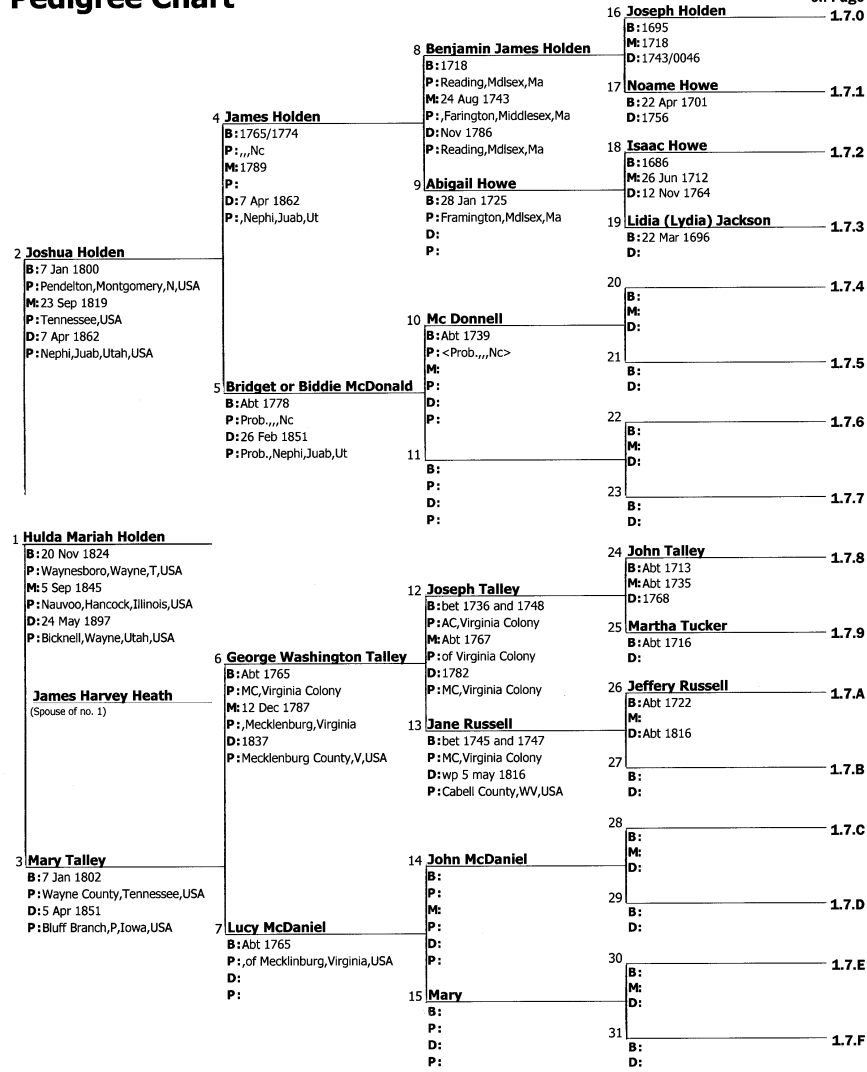 Pedigree Chart
on Page
16 Joseph Holden 1.7.0
B:1695
M:1718
D:1743/0046
17 Noame Howe 1.7.1
B:22 Apr 1701
D:1756
8 Benjamin James Holden
B:1718
P:Reading,Mdlsex,Ma
M:24 Aug 1743
P:,Farington,Middlesex,Ma
D:Nov 1786
P:Reading,Mdlsex,Ma
18 Isaac Howe 1.7.2
B:1686
M:26 Jun 1712
D:12 Nov 1764
19 Lidia (Lydia) Jackson 1.7.3
B:22 Mar 1696
D:
9 Abigail Howe
B:28 Jan 1725
P:Framington,Mdlsex,Ma
D:
P:
4 James Holden
B:1765/1774
P:,,,Nc
M:1789
P:
D:7 Apr 1862
P:,Nephi,Juab,Ut
2 Joshua Holden
B:7 Jan 1800
P:Pendelton,Montgomery,N,USA
M:23 Sep 1819
P:Tennessee,USA
D:7 Apr 1862
P:Nephi,Juab,Utah,USA
20 1.7.4
B:
M:
D:
21 1.7.5
B:
D:
10 Mc Donnell
B:Abt 1739
P:<Prob.,,,Nc>
M:
P:
D:
P:
5 Bridget or Biddie McDonald
B:Abt 1778
P:Prob.,,,Nc
D:26 Feb 1851
P:Prob.,Nephi,Juab,Ut
22 1.7.6
B:
M:
D:
23 1.7.7
B:
D:
11
B:
P:
D:
P:
1 Hulda Mariah Holden
B:20 Nov 1824
P:Waynesboro,Wayne,T,USA
M:5 Sep 1845
P:Nauvoo,Hancock,Illinois,USA
D:24 May 1897
P:Bicknell,Wayne,Utah,USA
James Harvey Heath
(Spouse of no. 1)
24 John Talley 1.7.8
B:Abt 1713
M:Abt 1735
D:1768
25 Martha Tucker 1.7.9
B:Abt 1716
D:
12 Joseph Talley
B:bet 1736 and 1748
P:AC,Virginia Colony
M:Abt 1767
P:of Virginia Colony
D:1782
P:MC,Virginia Colony
6 George Washington Talley
B:Abt 1765
P:MC,Virginia Colony
M:12 Dec 1787
P:,Mecklenburg,Virginia
D:1837
P:Mecklenburg County,V,USA
26 Jeffery Russell 1.7.A
B:Abt 1722
M:
D:Abt 1816
27 1.7.B
B:
D:
13 Jane Russell
B:bet 1745 and 1747
P:MC,Virginia Colony
D:wp 5 may 1816
P:Cabell County,WV,USA
3 Mary Talley
B:7 Jan 1802
P:Wayne County,Tennessee,USA
D:5 Apr 1851
P:Bluff Branch,P,Iowa,USA
28 1.7.C
B:
M:
D:
29 1.7.D
B:
D:
14 John McDaniel
B:
P:
M:
P:
D:
P:
7 Lucy McDaniel
B:Abt 1765
P:,of Mecklinburg,Virginia,USA
D:
P:
30 1.7.E
B:
M:
D:
31 1.7.F
B:
D:
15 Mary
B:
P:
D:
P: